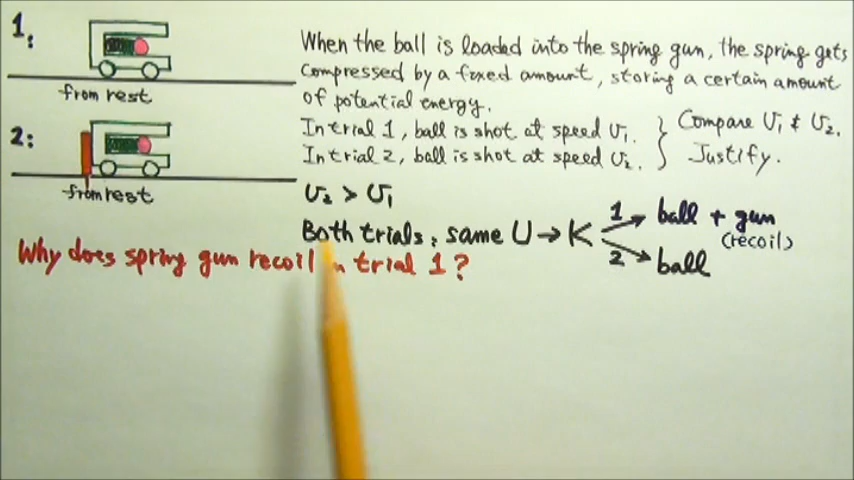 1:
from rest
2:
from rest
When the ball is loaded into the spring gun, the spring gets
compressed by a fixed amount, storing a certain amount
of potential energy.
In trial 1, ball is shot at speed v₁.
In trial 2, ball is shot at speed v₂.
} Compare v₁ & v₂.
Justify.
v₂ > v₁
Both trials, same U → K
1 ball + gun
(recoil)
2 ball
Why does spring gun recoil in trial 1?